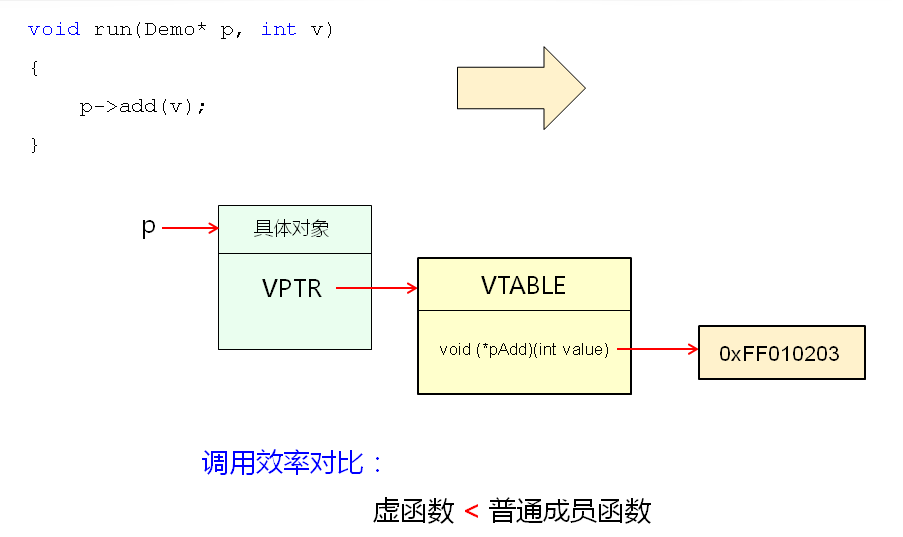 void run(Demo* p, int v)
{
p->add(v);
}
p
具体对象
VPTR
VTABLE
void (*pAdd)(int value)
0xFF010203
调用效率对比：
虚函数 < 普通成员函数